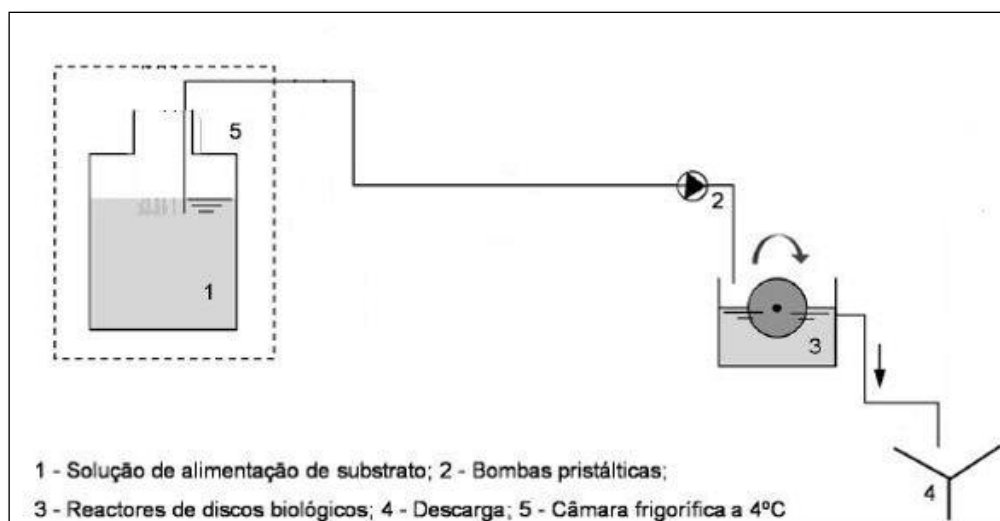 5
2
1
3
4
1 - Solução de alimentação de substrato; 2 - Bombas pristálticas;
3 - Reactores de discos biológicos; 4 - Descarga; 5 - Câmara frigorífica a 4ºC